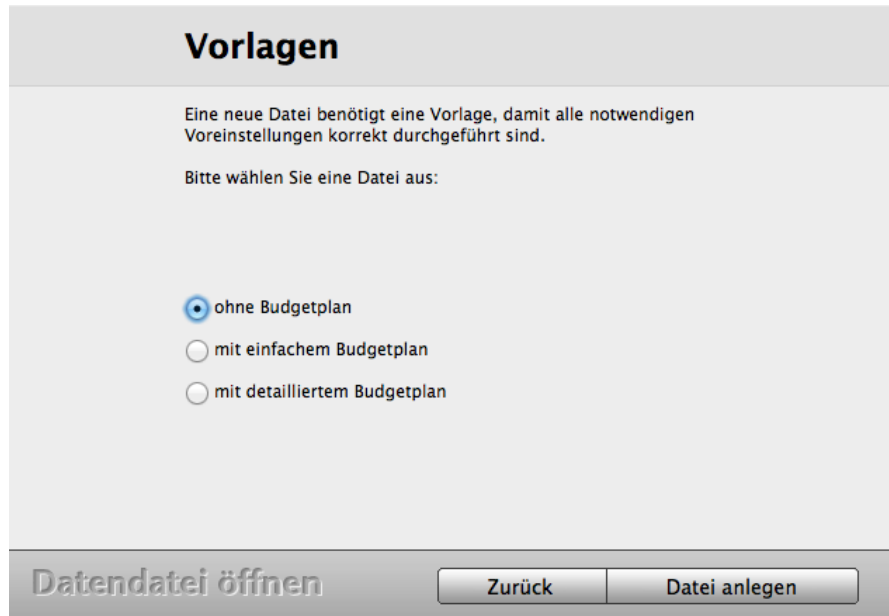 Vorlagen
Eine neue Datei benötigt eine Vorlage, damit alle notwendigen
Voreinstellungen korrekt durchgeführt sind.
Bitte wählen Sie eine Datei aus:
ohne Budgetplan
mit einfachem Budgetplan
mit detailliertem Budgetplan
Datendatei öffnen
Zurück
Datei anlegen